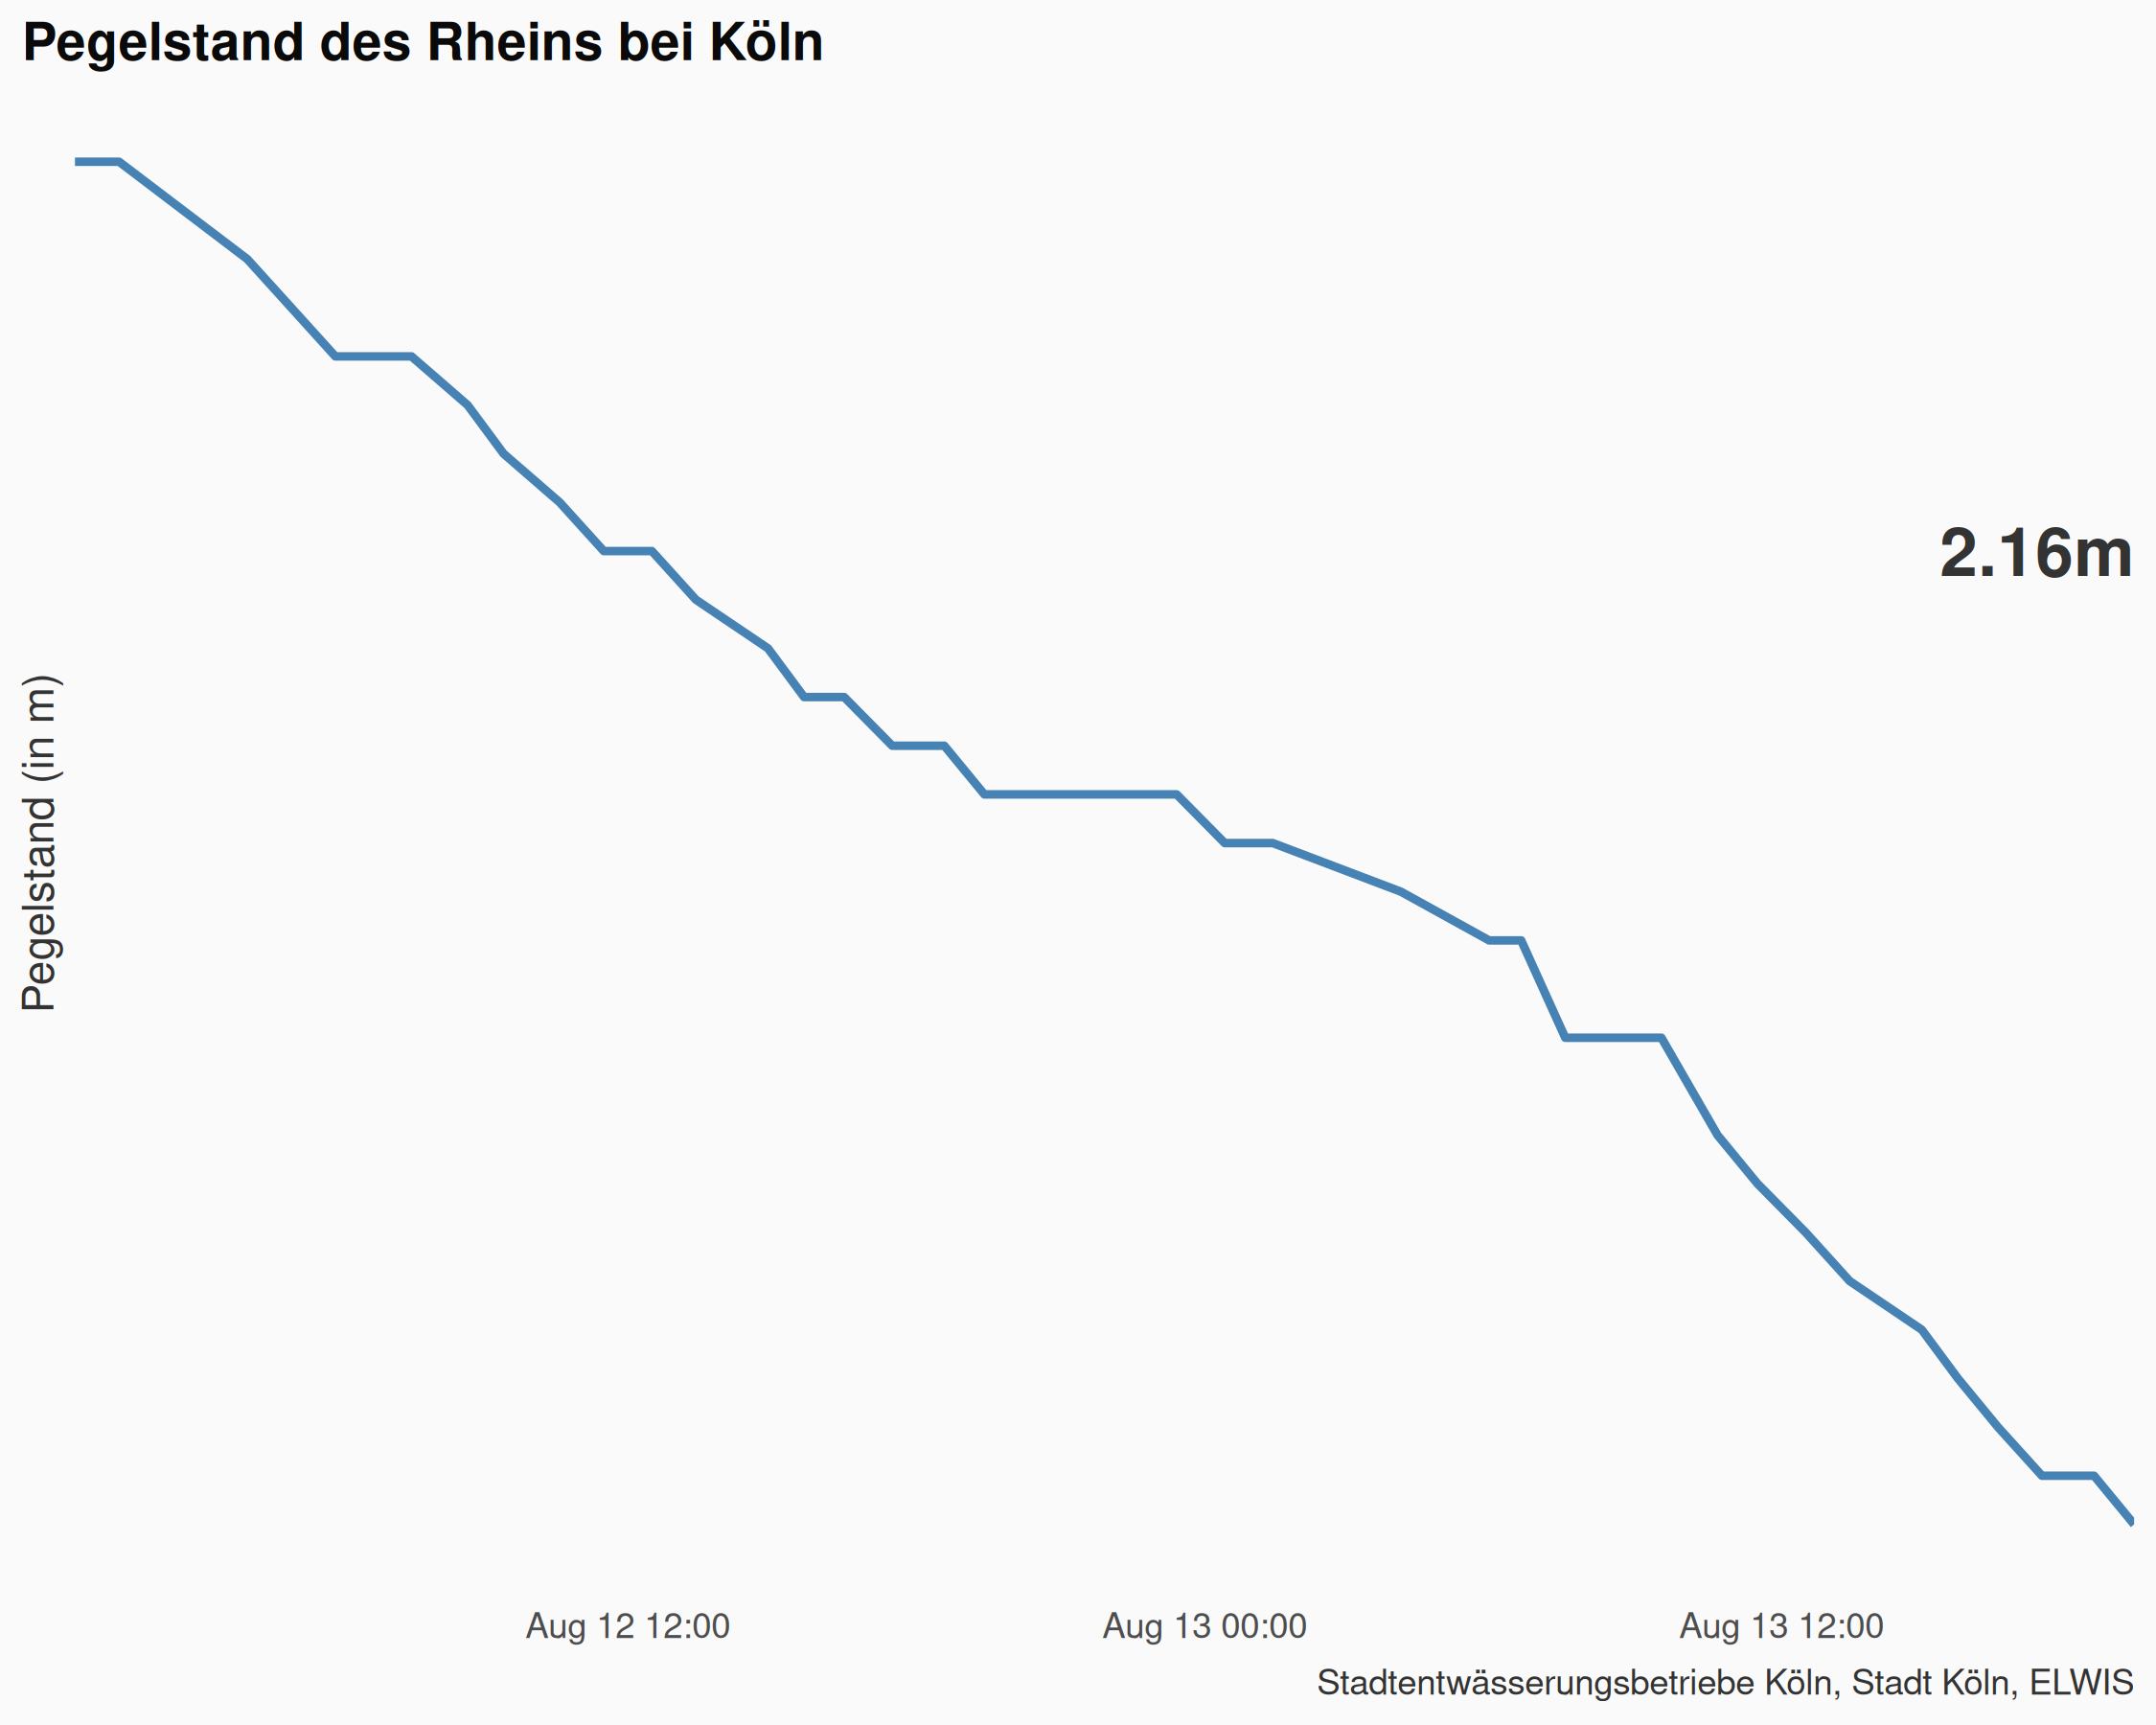 Pegelstand des Rheins bei Köln
2.16m
Pegelstand (in m)
Aug 12 12:00
Aug 13 00:00
Aug 13 12:00
Stadtentwässerungsbetriebe Köln, Stadt Köln, ELWIS